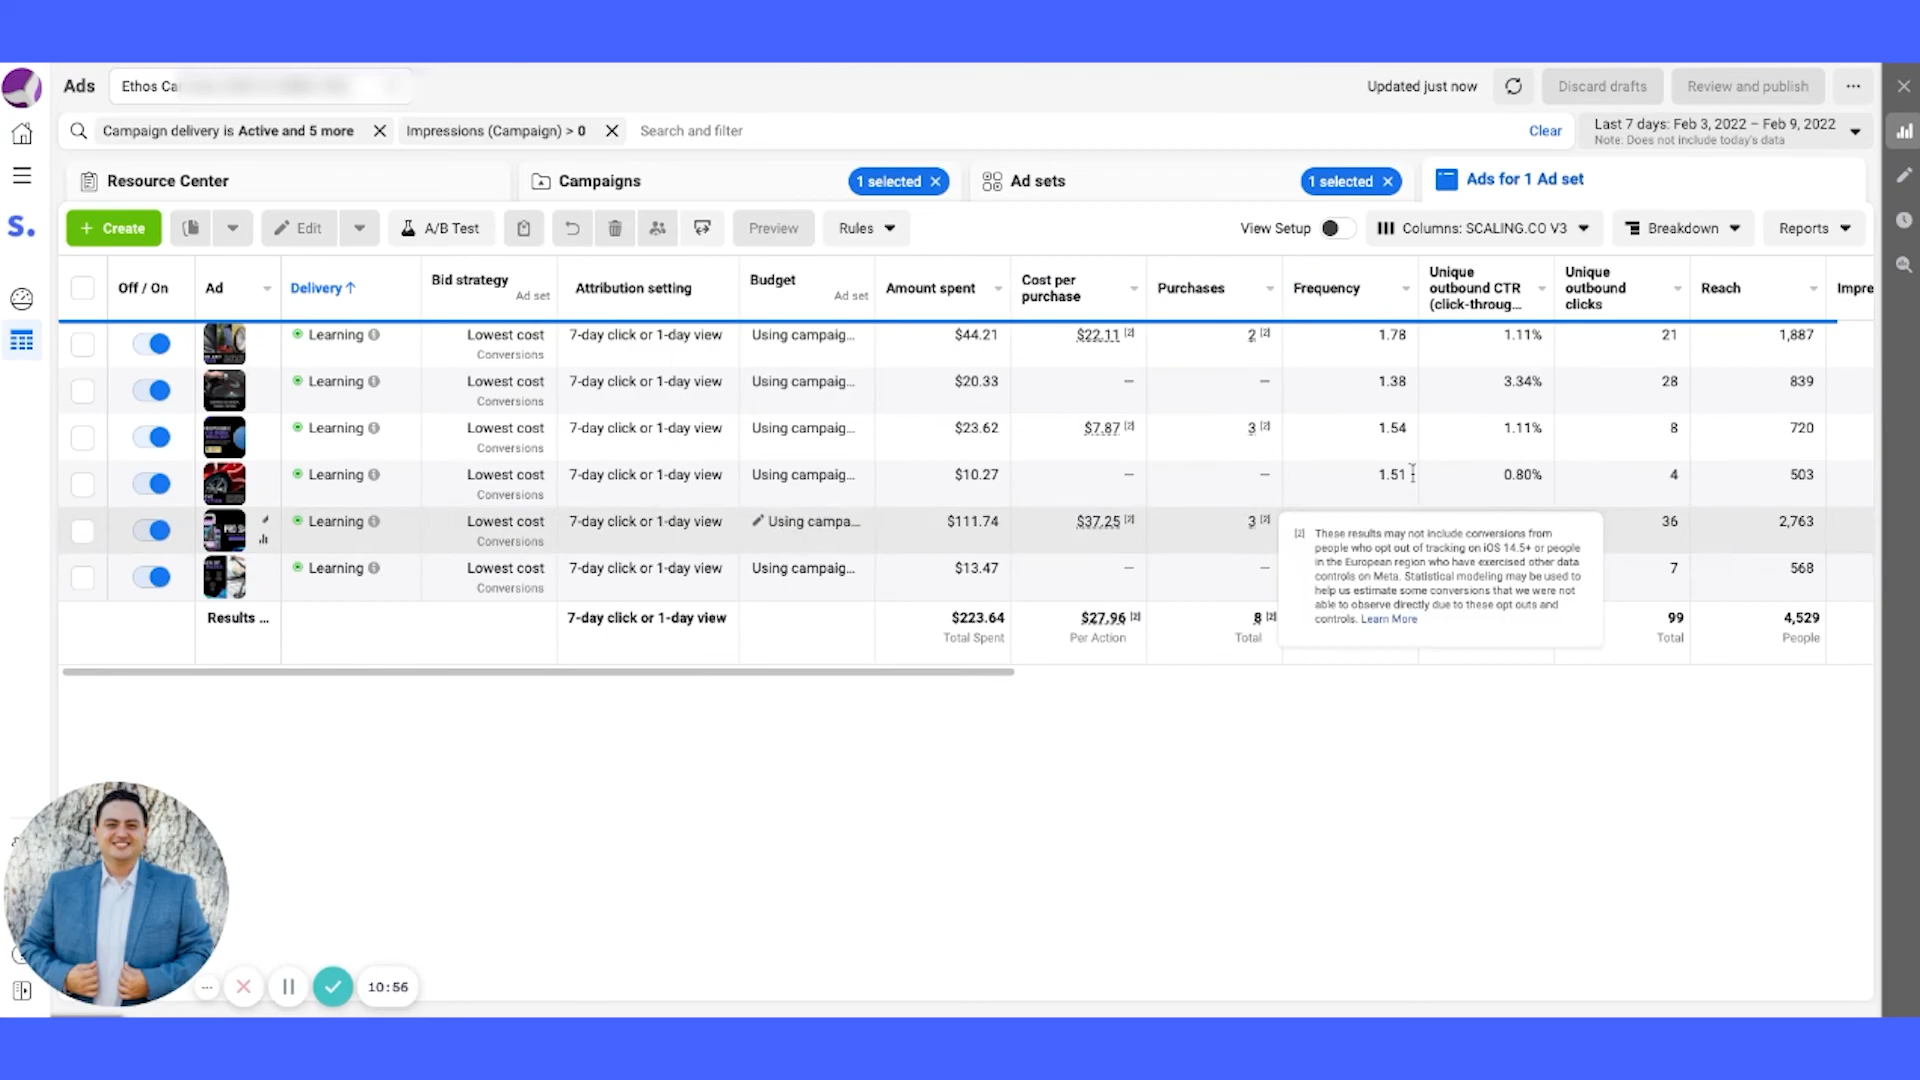 Ads
Ethos Ca
Updated just now
Discard drafts
Review and publish
Campaign delivery is Active and 5 more
Impressions (Campaign) > 0
Search and filter
Clear
Last 7 days: Feb 3, 2022 – Feb 9, 2022
Note: Does not include today's data
Resource Center
Campaigns
1 selected
Ad sets
1 selected
Ads for 1 Ad set
S.
+ Create
Edit
A/B Test
Preview
Rules
View Setup
Columns: SCALING.CO V3
Breakdown
Reports
Off / On
Ad
Delivery ↑
Bid strategy
Ad set
Attribution setting
Budget
Ad set
Amount spent
Cost per
purchase
Purchases
Frequency
Unique
outbound CTR
(click-throug...
Unique
outbound
clicks
Reach
Impre
Learning Lowest cost 7-day click or 1-day view Using campaig... $44.21 $22.11 [2] 2 [2] 1.78 1.11% 21 1,887
Conversions
Learning Lowest cost 7-day click or 1-day view Using campaig... $20.33 — — 1.38 3.34% 28 839
Conversions
Learning Lowest cost 7-day click or 1-day view Using campaig... $23.62 $7.87 [2] 3 [2] 1.54 1.11% 8 720
Conversions
Learning Lowest cost 7-day click or 1-day view Using campaig... $10.27 — — 1.51 0.80% 4 503
Conversions
Learning Lowest cost 7-day click or 1-day view Using campa... $111.74 $37.25 [2] 3 [2] 36 2,763
Conversions
Learning Lowest cost 7-day click or 1-day view Using campaig... $13.47 — — 7 568
Conversions
Results ... 7-day click or 1-day view $223.64 $27.96 [2] 8 [2] 99 4,529
Total Spent Per Action Total Total People
[2] These results may not include conversions from
people who opt out of tracking on iOS 14.5+ or people
in the European region who have exercised other data
controls on Meta. Statistical modeling may be used to
help us estimate some conversions that we were not
able to observe directly due to these opt outs and
controls. Learn More
10:56